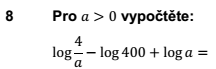 8 Pro a > 0 vypočtěte:
log 4/a − log 400 + log a =